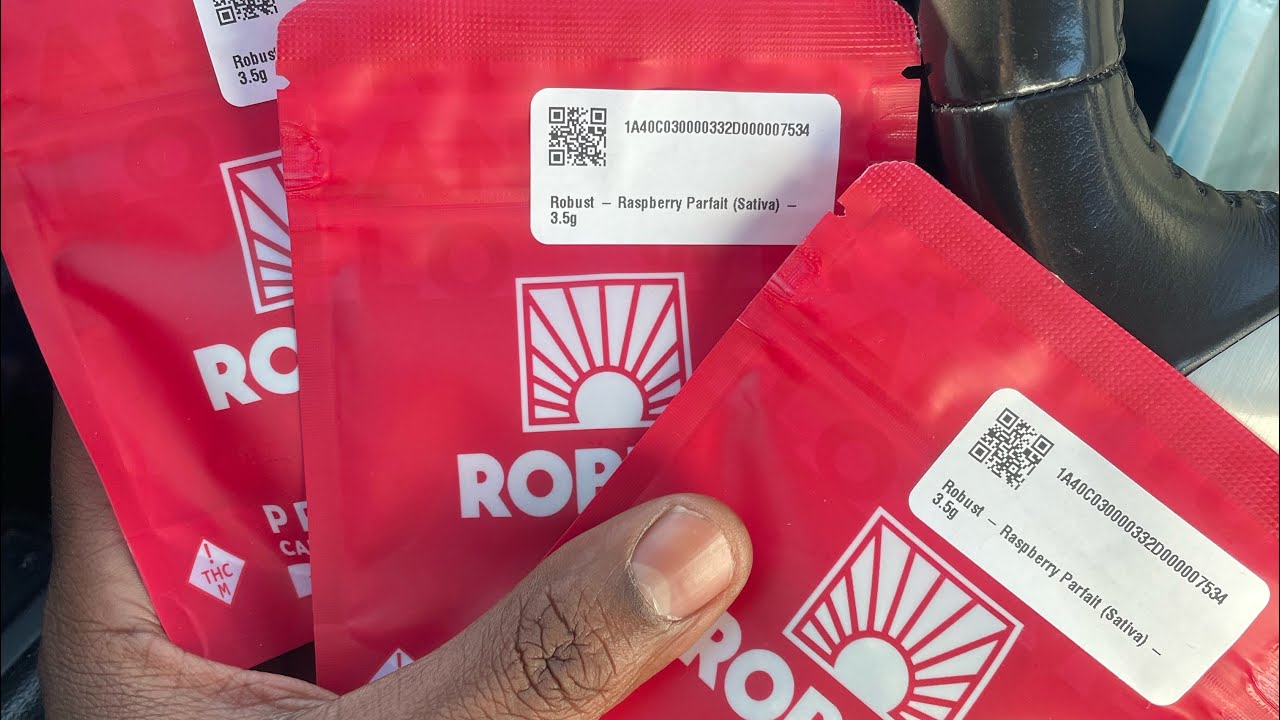 Robust
3.5g
RO
P
CA
!
THC
M
1A40C030000332D000007534
Robust – Raspberry Parfait (Sativa) –
3.5g
ROB
1A40C030000332D000007534
Robust – Raspberry Parfait (Sativa) –
3.5g
ROB